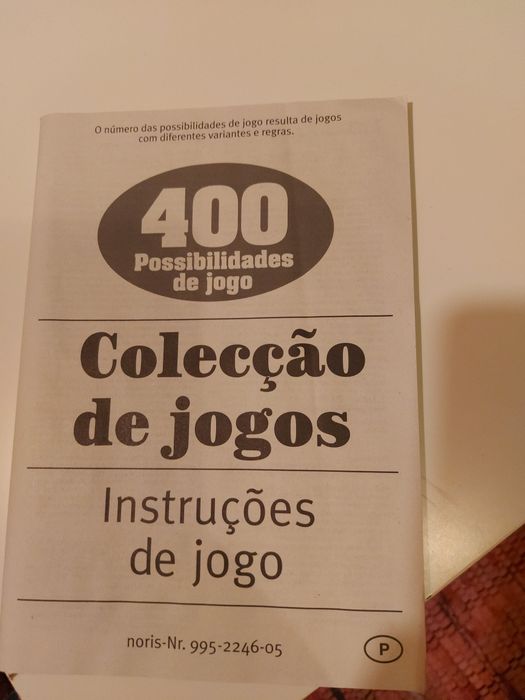 O número das possibilidades de jogo resulta de jogos
com diferentes variantes e regras.
400
Possibilidades
de jogo
Colecção
de jogos
Instruções
de jogo
noris-Nr. 995-2246-05
P